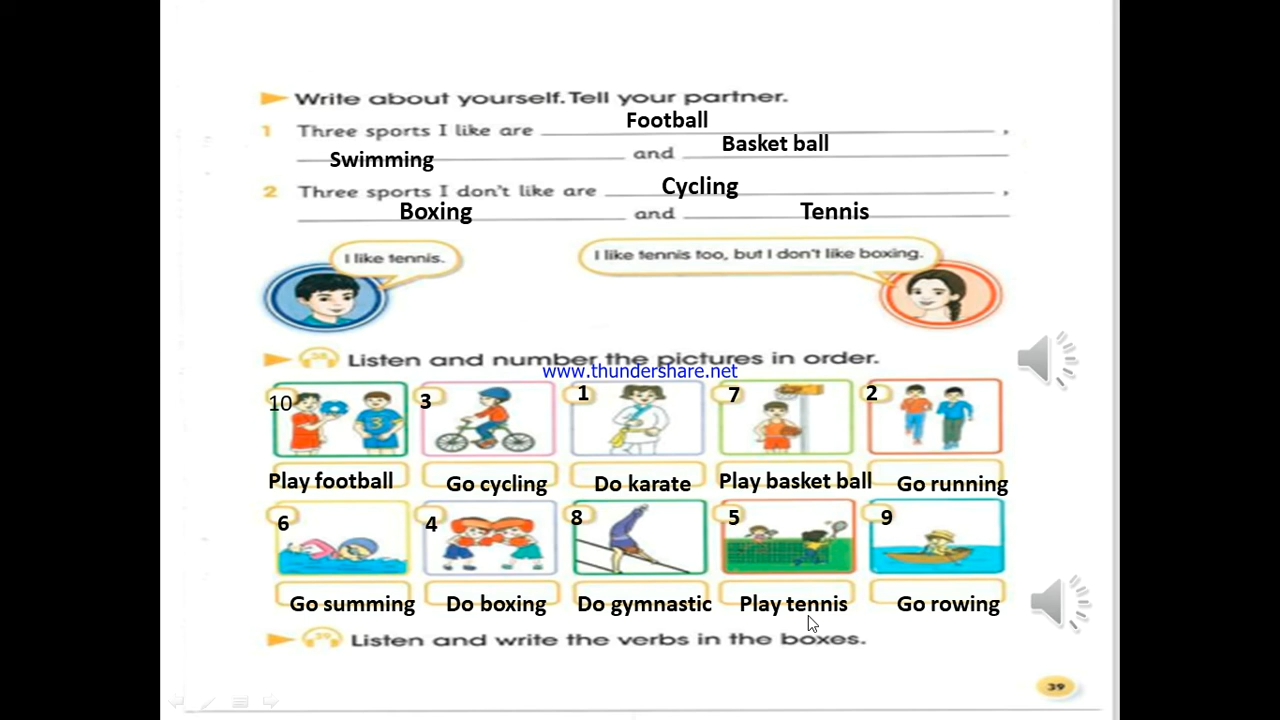 Write about yourself. Tell your partner.
1 Three sports I like are Football ,
Swimming and Basket ball
2 Three sports I don't like are Cycling ,
Boxing and Tennis
I like tennis.
I like tennis too, but I don't like boxing.
38 Listen and number the pictures in order.
www.thundershare.net
10 3 1 7 2
3
Play football Go cycling Do karate Play basket ball Go running
6 4 8 5 9
Go summing Do boxing Do gymnastic Play tennis Go rowing
39 Listen and write the verbs in the boxes.
39